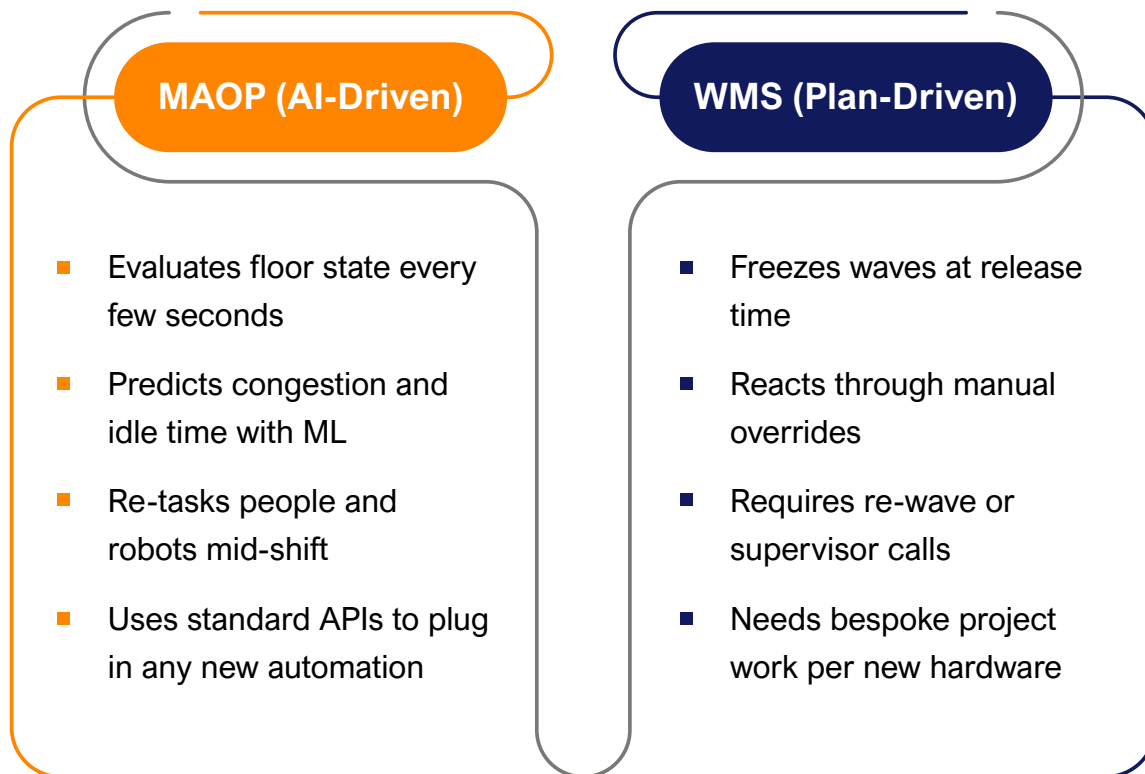 MAOP (AI-Driven)
Evaluates floor state every
few seconds
Predicts congestion and
idle time with ML
Re-tasks people and
robots mid-shift
Uses standard APIs to plug
in any new automation
WMS (Plan-Driven)
Freezes waves at release
time
Reacts through manual
overrides
Requires re-wave or
supervisor calls
Needs bespoke project
work per new hardware